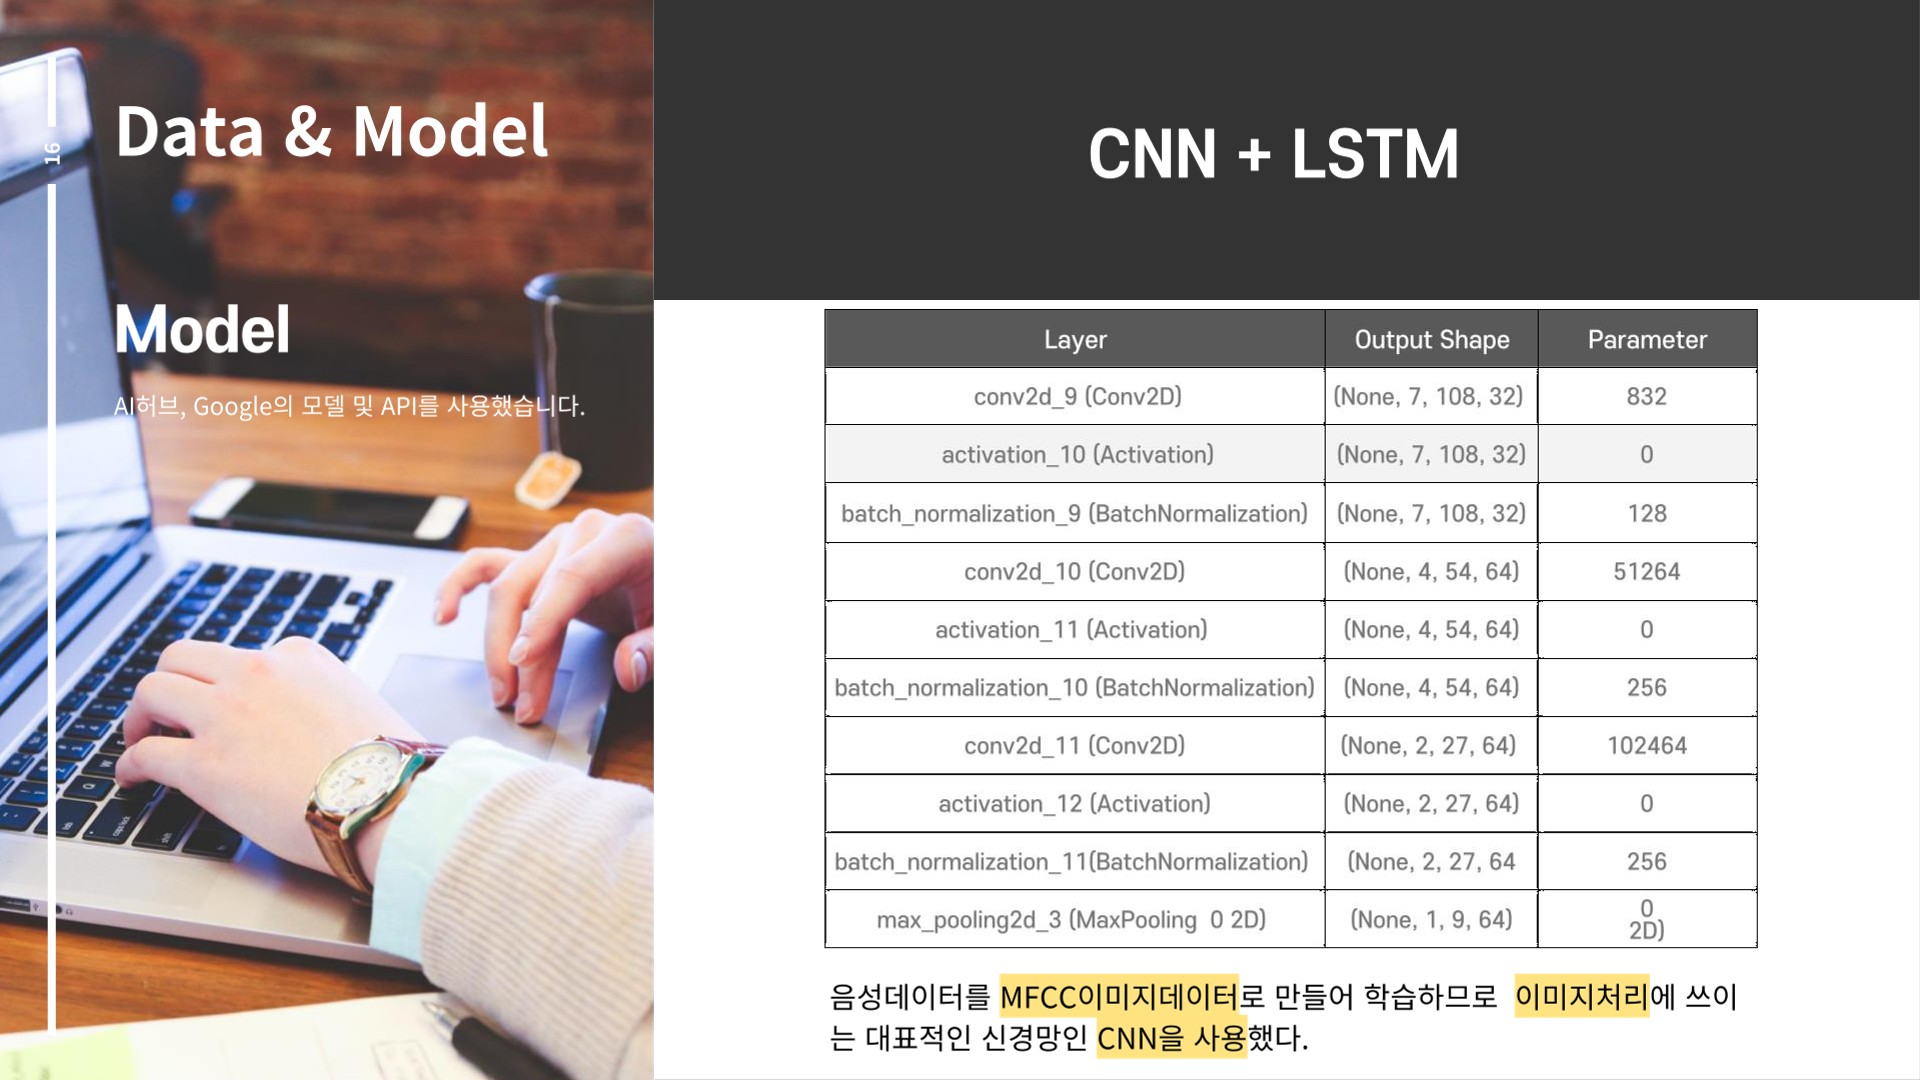 Data & Model
16
Model
AI허브, Google의 모델 및 API를 사용했습니다.
CNN + LSTM
Layer Output Shape Parameter
conv2d_9 (Conv2D) (None, 7, 108, 32) 832
activation_10 (Activation) (None, 7, 108, 32) 0
batch_normalization_9 (BatchNormalization) (None, 7, 108, 32) 128
conv2d_10 (Conv2D) (None, 4, 54, 64) 51264
activation_11 (Activation) (None, 4, 54, 64) 0
batch_normalization_10 (BatchNormalization) (None, 4, 54, 64) 256
conv2d_11 (Conv2D) (None, 2, 27, 64) 102464
activation_12 (Activation) (None, 2, 27, 64) 0
batch_normalization_11(BatchNormalization) (None, 2, 27, 64 256
max_pooling2d_3 (MaxPooling 0 2D) (None, 1, 9, 64) 0
2D)
음성데이터를 MFCC이미지데이터로 만들어 학습하므로 이미지처리에 쓰이
는 대표적인 신경망인 CNN을 사용했다.